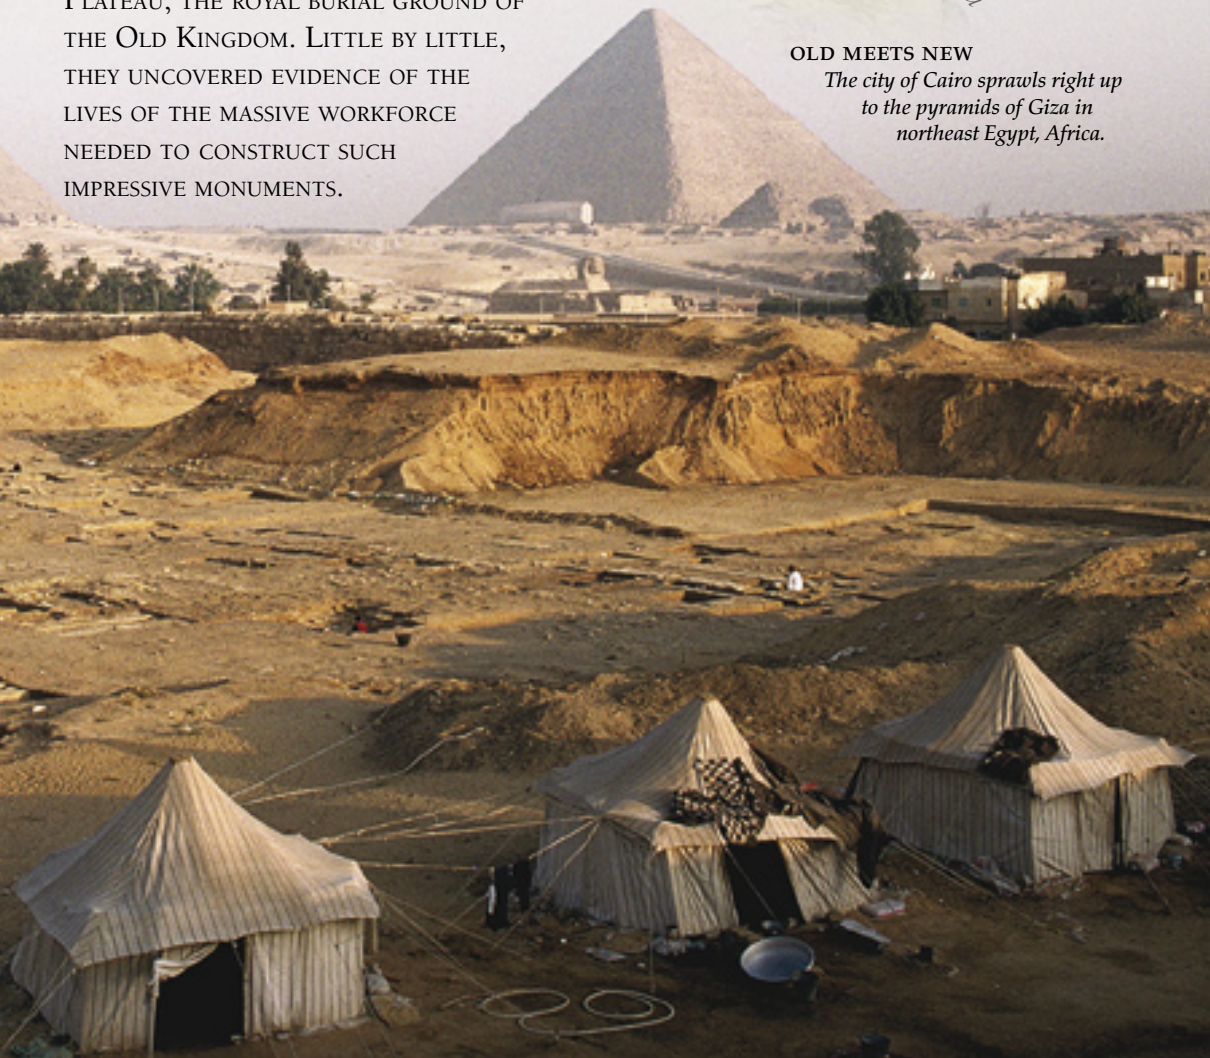 PLATEAU, THE ROYAL BURIAL GROUND OF
THE OLD KINGDOM. LITTLE BY LITTLE,
THEY UNCOVERED EVIDENCE OF THE
LIVES OF THE MASSIVE WORKFORCE
NEEDED TO CONSTRUCT SUCH
IMPRESSIVE MONUMENTS.
OLD MEETS NEW
The city of Cairo sprawls right up
to the pyramids of Giza in
northeast Egypt, Africa.